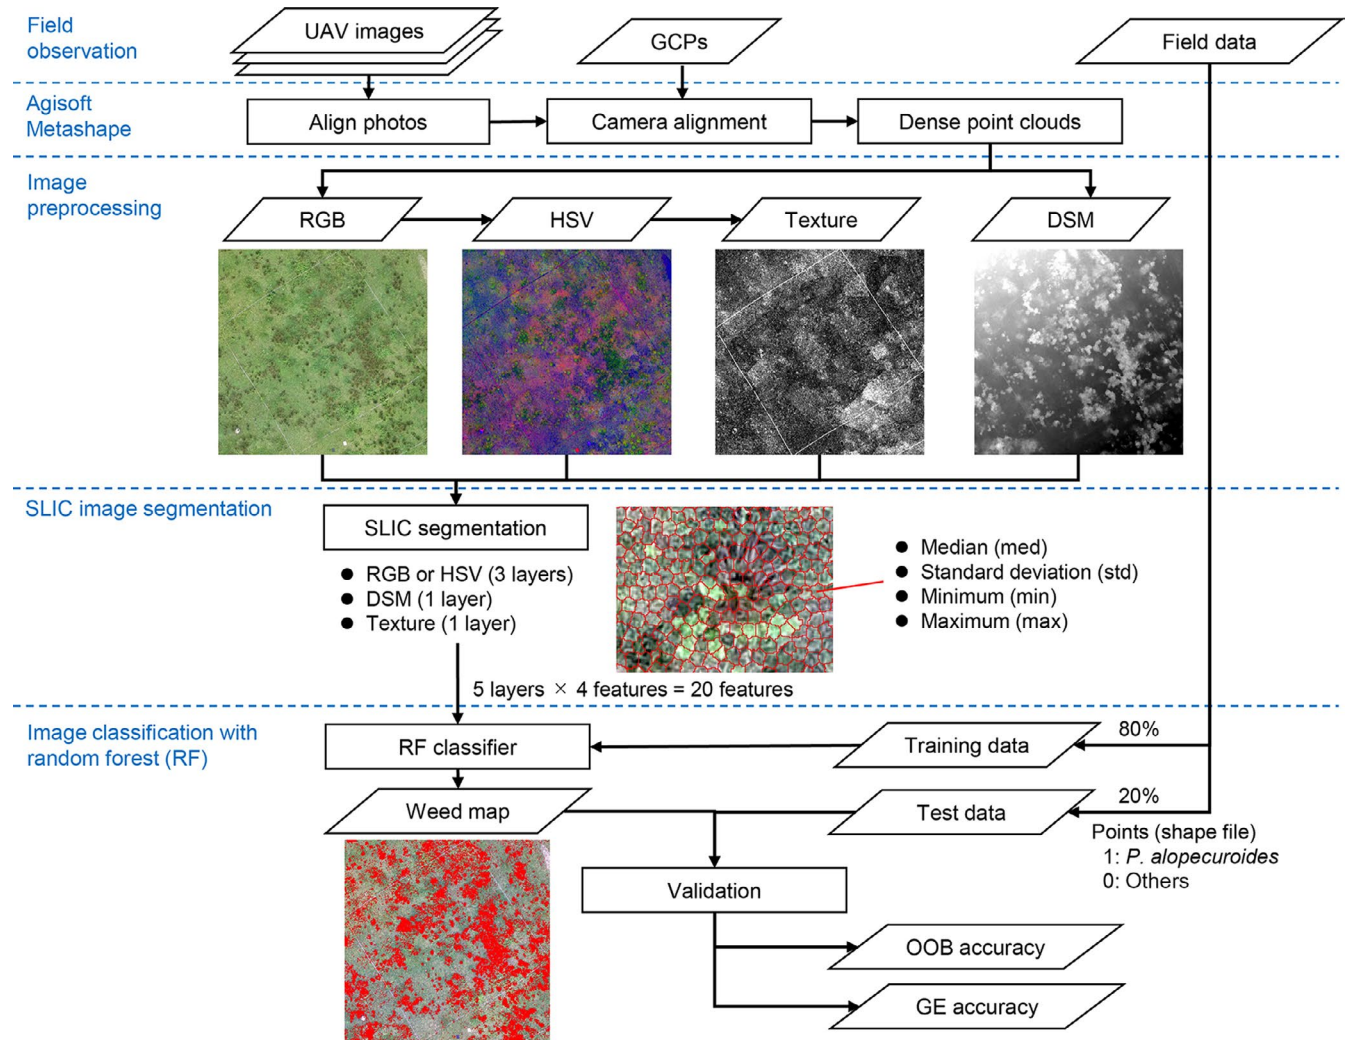 Field
observation
UAV images
GCPs
Field data
Agisoft
Metashape
Align photos
Camera alignment
Dense point clouds
Image
preprocessing
RGB
HSV
Texture
DSM
SLIC image segmentation
SLIC segmentation
● RGB or HSV (3 layers)
● DSM (1 layer)
● Texture (1 layer)
● Median (med)
● Standard deviation (std)
● Minimum (min)
● Maximum (max)
5 layers × 4 features = 20 features
Image classification with
random forest (RF)
RF classifier
Training data
80%
Weed map
Test data
20%
Points (shape file)
1: P. alopecuroides
0: Others
Validation
OOB accuracy
GE accuracy